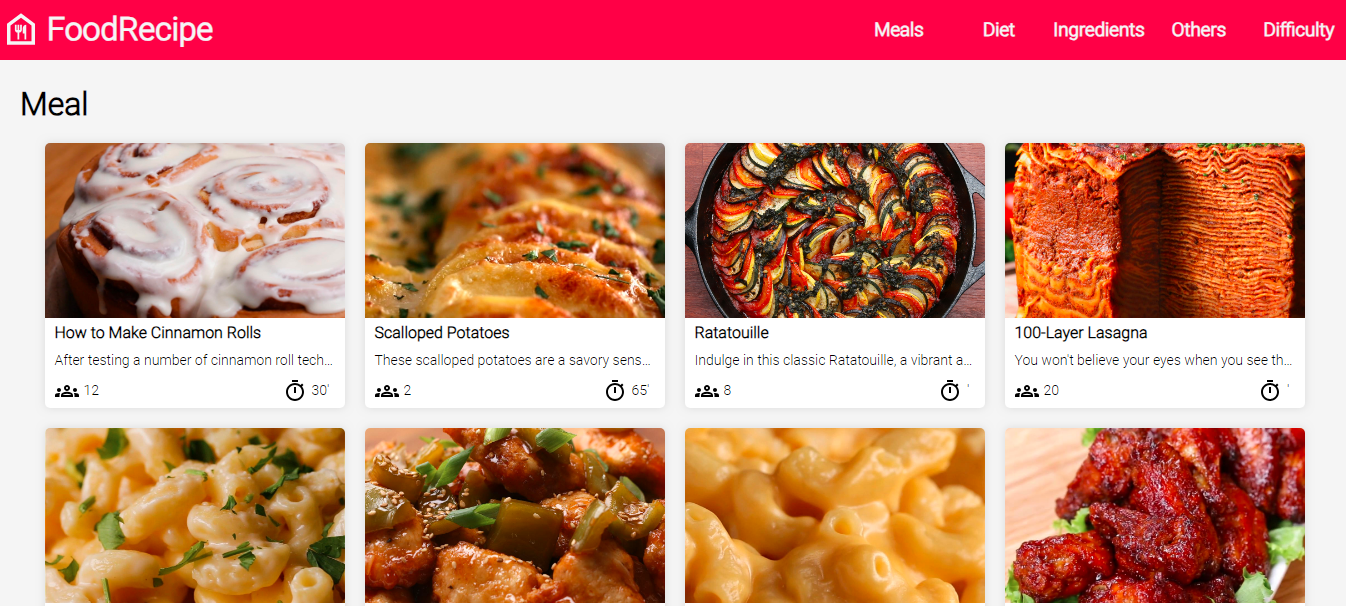 FoodRecipe
Meals Diet Ingredients Others Difficulty
Meal
How to Make Cinnamon Rolls
After testing a number of cinnamon roll tech...
12 30'
Scalloped Potatoes
These scalloped potatoes are a savory sens...
2 65'
Ratatouille
Indulge in this classic Ratatouille, a vibrant a...
8 '
100-Layer Lasagna
You won't believe your eyes when you see th...
20 '